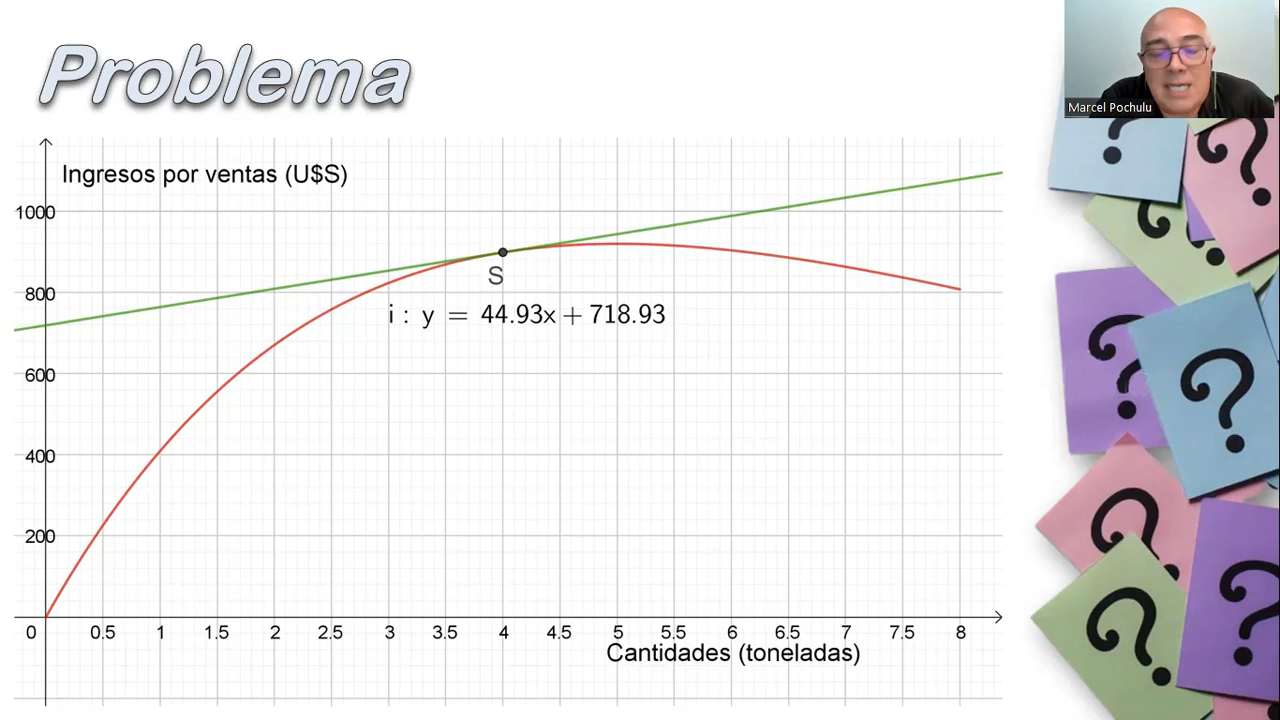 Problema
Marcel Pochulu
Ingresos por ventas (U$S)
1000
800
600
400
200
S
i : y = 44.93x + 718.93
0 0.5 1 1.5 2 2.5 3 3.5 4 4.5 5 5.5 6 6.5 7 7.5 8
Cantidades (toneladas)
? ? ? ? ? ? ? ?